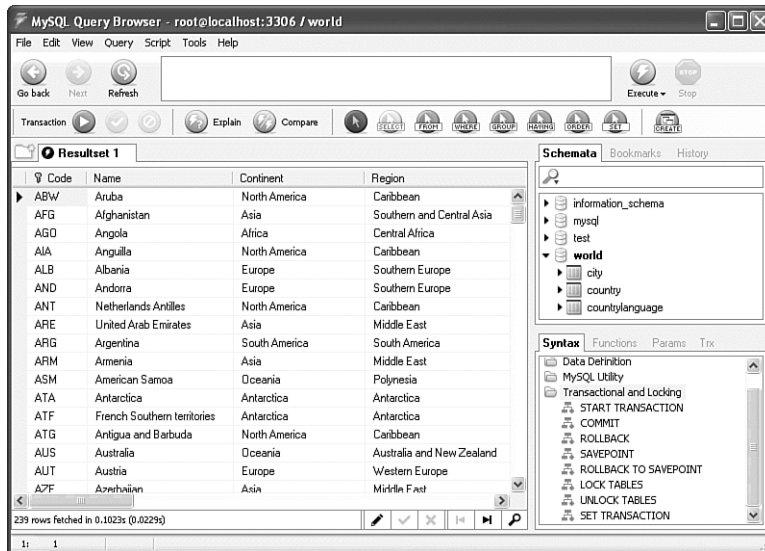 MySQL Query Browser - root@localhost:3306 / world
File Edit View Query Script Tools Help
Go back Next Refresh Execute Stop
Transaction Explain Compare SELECT FROM WHERE GROUP HAVING ORDER SET CREATE
Resultset 1
Code Name Continent Region
ABW Aruba North America Caribbean
AFG Afghanistan Asia Southern and Central Asia
AGO Angola Africa Central Africa
AIA Anguilla North America Caribbean
ALB Albania Europe Southern Europe
AND Andorra Europe Southern Europe
ANT Netherlands Antilles North America Caribbean
ARE United Arab Emirates Asia Middle East
ARG Argentina South America South America
ARM Armenia Asia Middle East
ASM American Samoa Oceania Polynesia
ATA Antarctica Antarctica Antarctica
ATF French Southern territories Antarctica Antarctica
ATG Antigua and Barbuda North America Caribbean
AUS Australia Oceania Australia and New Zealand
AUT Austria Europe Western Europe
AZE Azerbaijan Asia Middle East
239 rows fetched in 0.1023s (0.0229s)
Schemata Bookmarks History
information_schema
mysql
test
world
city
country
countrylanguage
Syntax Functions Params Trx
Data Definition
MySQL Utility
Transactional and Locking
START TRANSACTION
COMMIT
ROLLBACK
SAVEPOINT
ROLLBACK TO SAVEPOINT
LOCK TABLES
UNLOCK TABLES
SET TRANSACTION
1: 1